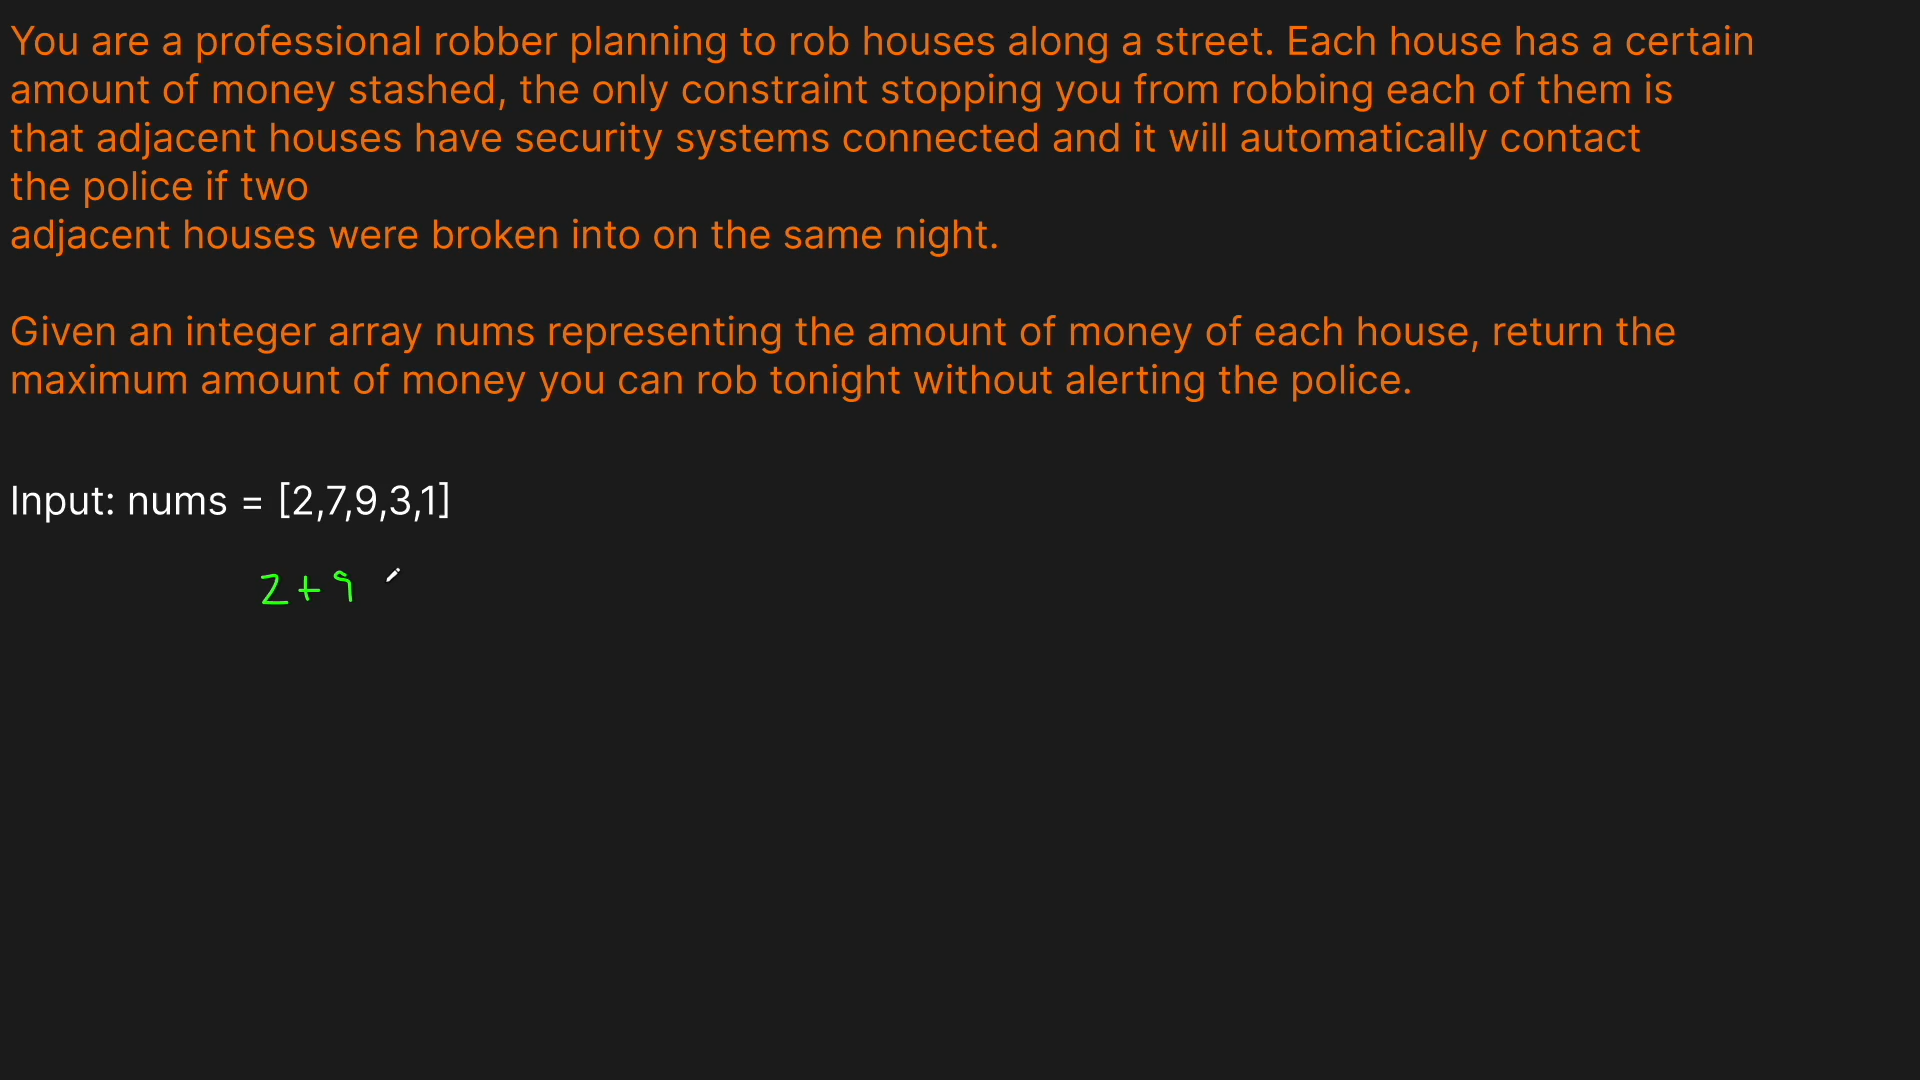 You are a professional robber planning to rob houses along a street. Each house has a certain
amount of money stashed, the only constraint stopping you from robbing each of them is
that adjacent houses have security systems connected and it will automatically contact
the police if two
adjacent houses were broken into on the same night.
Given an integer array nums representing the amount of money of each house, return the
maximum amount of money you can rob tonight without alerting the police.
Input: nums = [2,7,9,3,1]
2+9